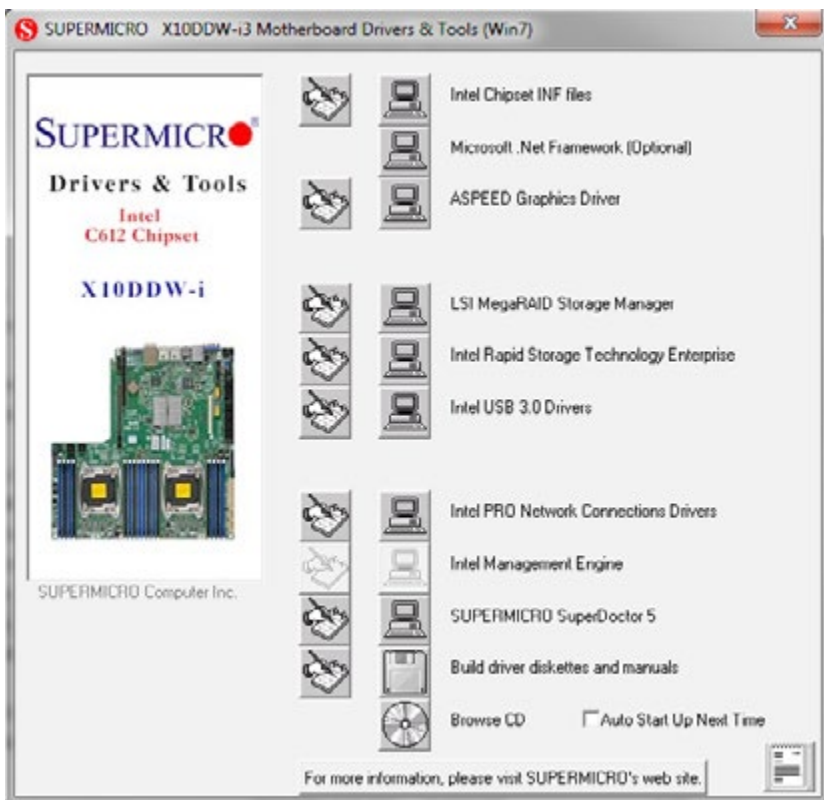 SUPERMICRO X10DDW-i3 Motherboard Drivers & Tools (Win7)
SUPERMICRO
Drivers & Tools
Intel
C612 Chipset
X10DDW-i
SUPERMICRO Computer Inc.
Intel Chipset INF files
Microsoft .Net Framework (Optional)
ASPEED Graphics Driver
LSI MegaRAID Storage Manager
Intel Rapid Storage Technology Enterprise
Intel USB 3.0 Drivers
Intel PRO Network Connections Drivers
Intel Management Engine
SUPERMICRO SuperDoctor 5
Build driver diskettes and manuals
Browse CD Auto Start Up Next Time
For more information, please visit SUPERMICRO's web site.